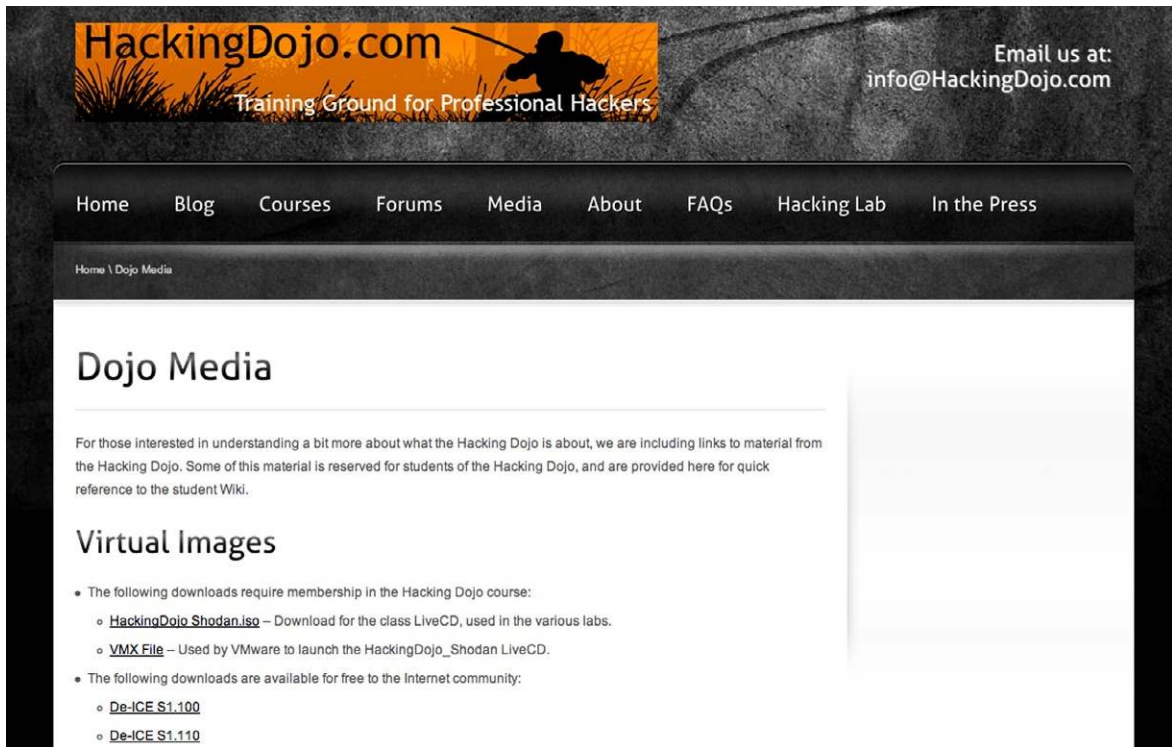 HackingDojo.com
Training Ground for Professional Hackers
Email us at:
info@HackingDojo.com
Home Blog Courses Forums Media About FAQs Hacking Lab In the Press
Home \ Dojo Media
Dojo Media
For those interested in understanding a bit more about what the Hacking Dojo is about, we are including links to material from
the Hacking Dojo. Some of this material is reserved for students of the Hacking Dojo, and are provided here for quick
reference to the student Wiki.
Virtual Images
• The following downloads require membership in the Hacking Dojo course:
◦ HackingDojo Shodan.iso – Download for the class LiveCD, used in the various labs.
◦ VMX File – Used by VMware to launch the HackingDojo_Shodan LiveCD.
• The following downloads are available for free to the Internet community:
◦ De-ICE S1.100
◦ De-ICE S1.110